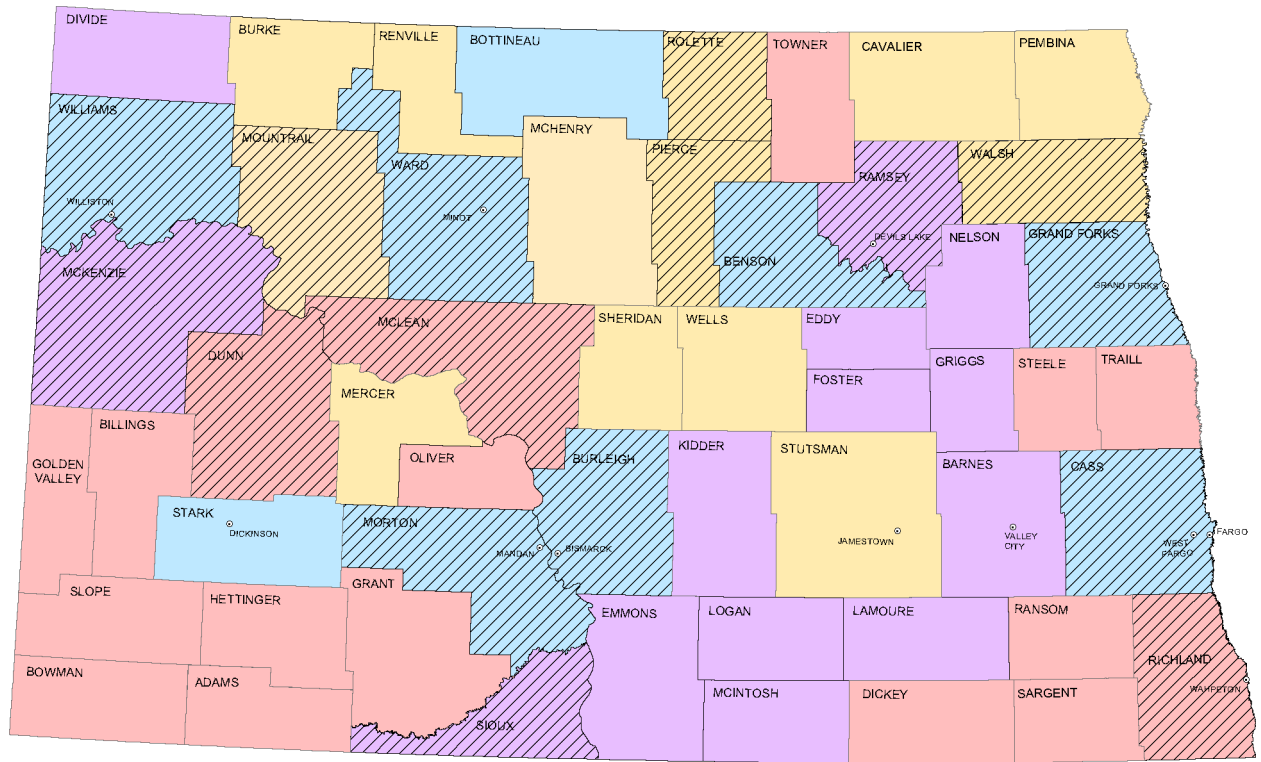 DIVIDE
BURKE
RENVILLE
BOTTINEAU
ROLETTE
TOWNER
CAVALIER
PEMBINA
WILLIAMS
MOUNTRAIL
WARD
MCHENRY
PIERCE
RAMSEY
WALSH
WILLISTON
MINOT
DEVILS LAKE
NELSON
GRAND FORKS
BENSON
GRAND FORKS
MCKENZIE
DUNN
MCLEAN
SHERIDAN
WELLS
EDDY
FOSTER
GRIGGS
STEELE
TRAILL
MERCER
OLIVER
BILLINGS
GOLDEN
VALLEY
BURLEIGH
KIDDER
STUTSMAN
BARNES
CASS
STARK
DICKINSON
MORTON
MANDAN
BISMARCK
JAMESTOWN
VALLEY
CITY
WEST
FARGO
FARGO
SLOPE
HETTINGER
GRANT
EMMONS
LOGAN
LAMOURE
RANSOM
RICHLAND
WAHPETON
BOWMAN
ADAMS
SIOUX
MCINTOSH
DICKEY
SARGENT